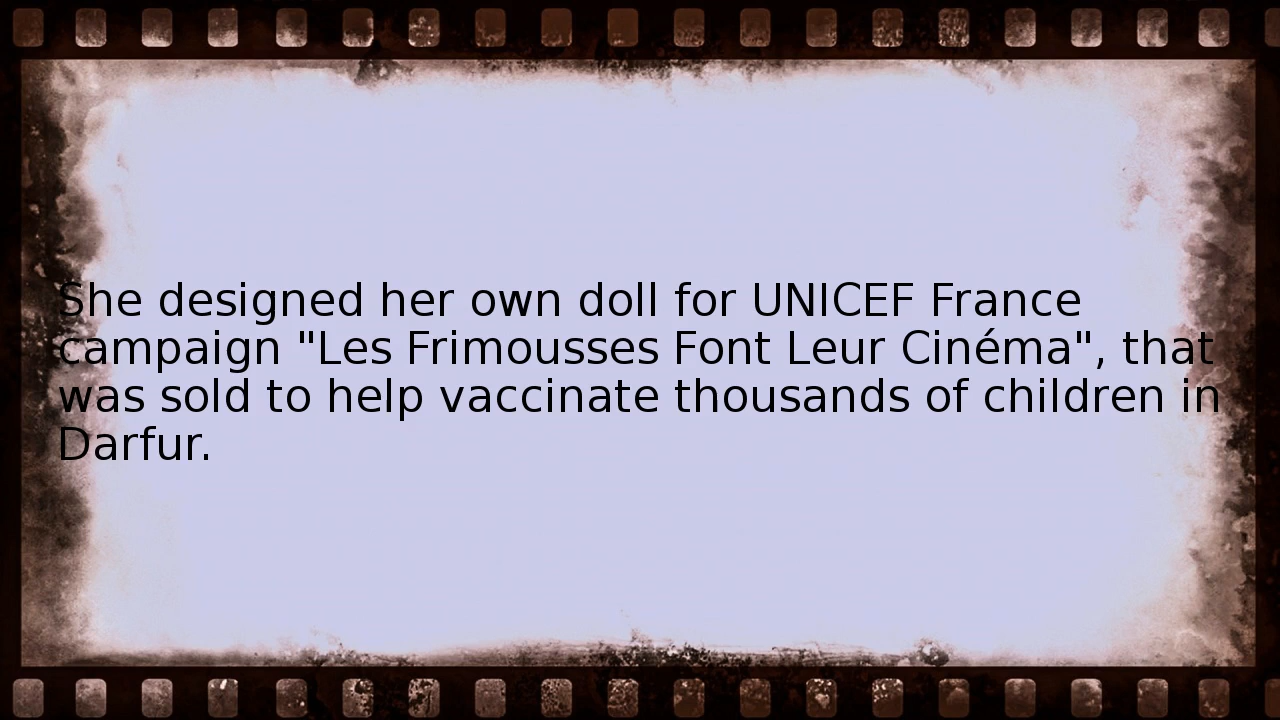 She designed her own doll for UNICEF France
campaign "Les Frimousses Font Leur Cinéma", that
was sold to help vaccinate thousands of children in
Darfur.